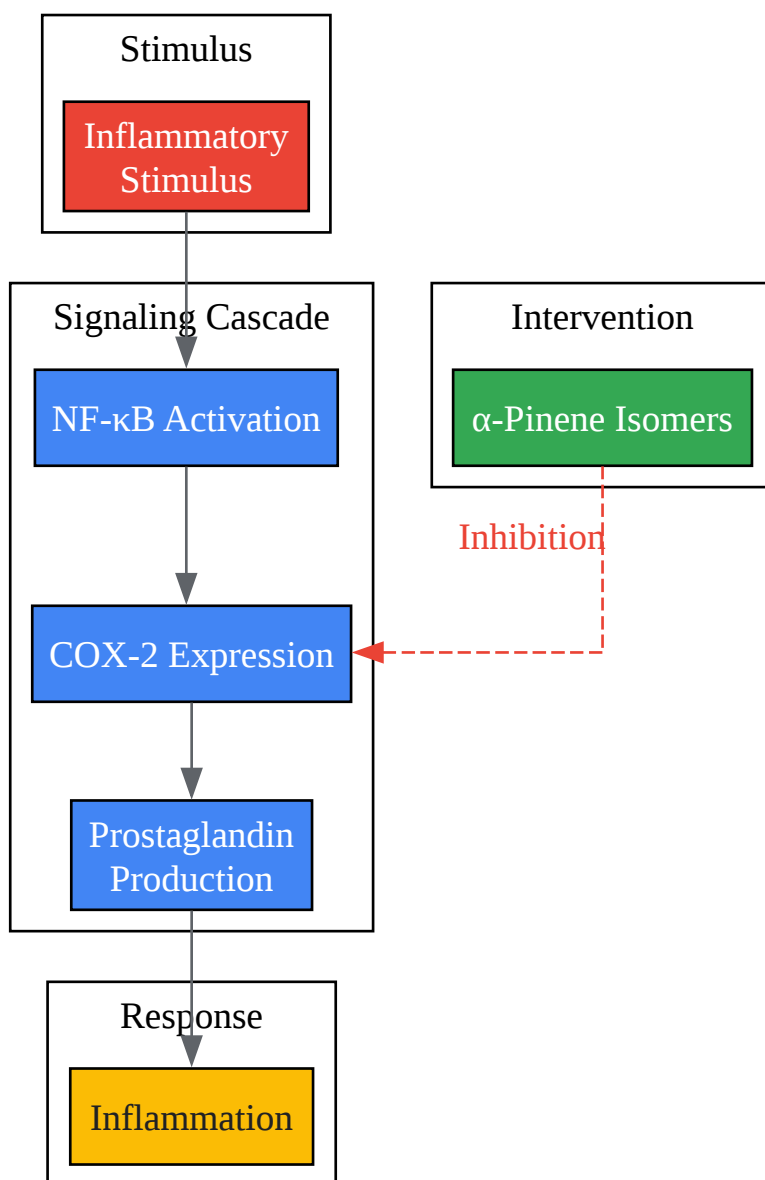 Stimulus
Inflammatory
Stimulus
Signaling Cascade
Intervention
NF-κB Activation
α-Pinene Isomers
Inhibition
COX-2 Expression
Prostaglandin
Production
Response
Inflammation